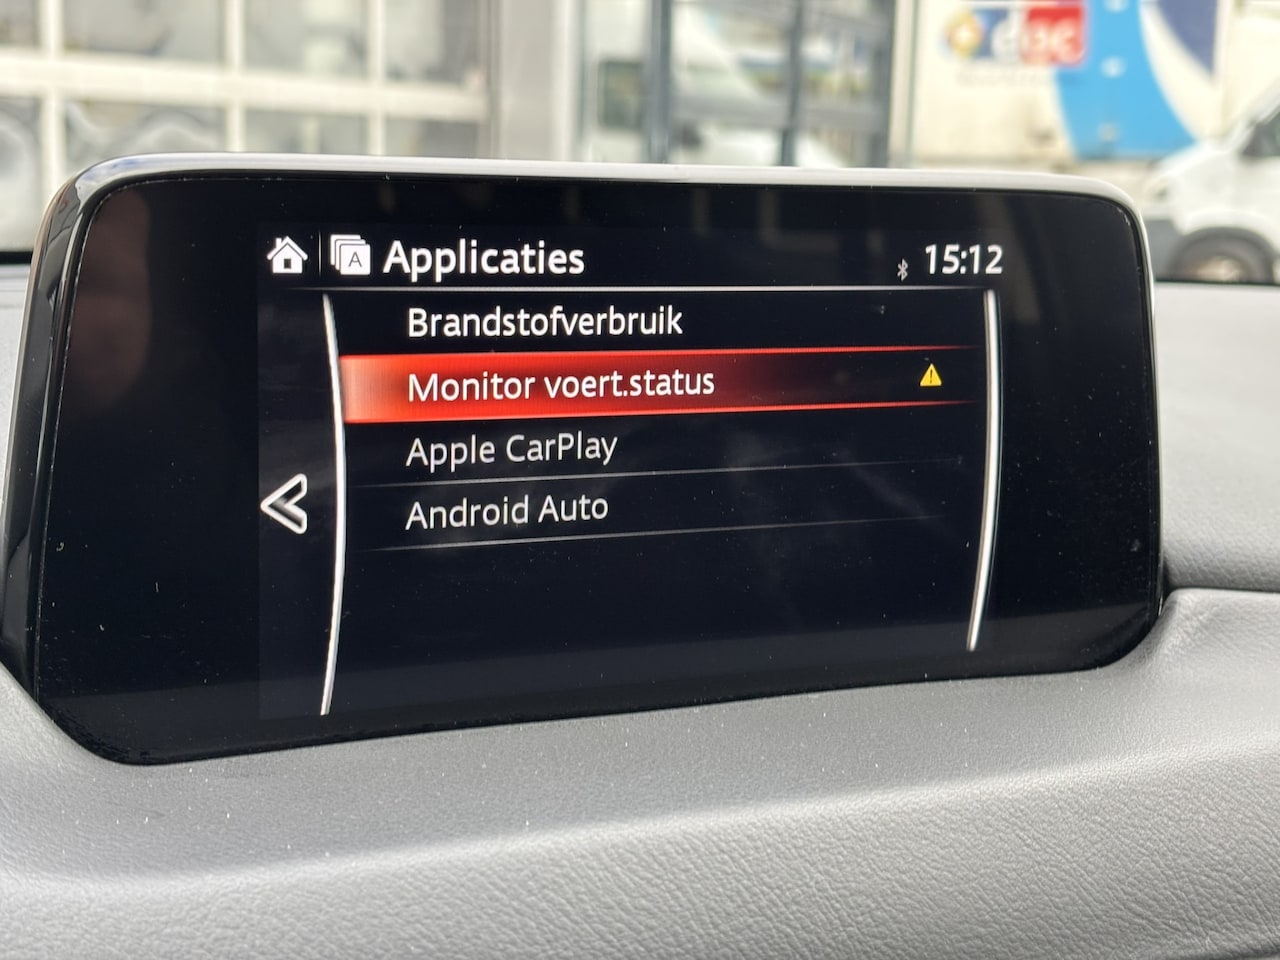 Applicaties
15:12
Brandstofverbruik
Monitor voert.status
Apple CarPlay
Android Auto